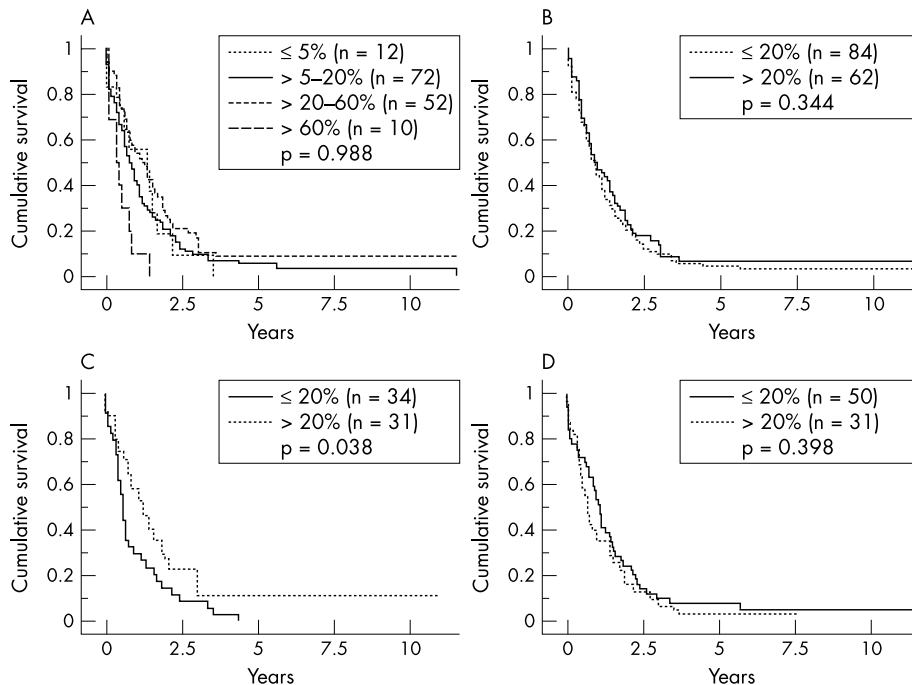 A
1
0.8
0.6
0.4
0.2
0
Cumulative survival
0 2.5 5 7.5 10
Years
≤ 5% (n = 12)
> 5–20% (n = 72)
> 20–60% (n = 52)
> 60% (n = 10)
p = 0.988
B
1
0.8
0.6
0.4
0.2
0
Cumulative survival
0 2.5 5 7.5 10
Years
≤ 20% (n = 84)
> 20% (n = 62)
p = 0.344
C
1
0.8
0.6
0.4
0.2
0
Cumulative survival
0 2.5 5 7.5 10
Years
≤ 20% (n = 34)
> 20% (n = 31)
p = 0.038
D
1
0.8
0.6
0.4
0.2
0
Cumulative survival
0 2.5 5 7.5 10
Years
≤ 20% (n = 50)
> 20% (n = 31)
p = 0.398